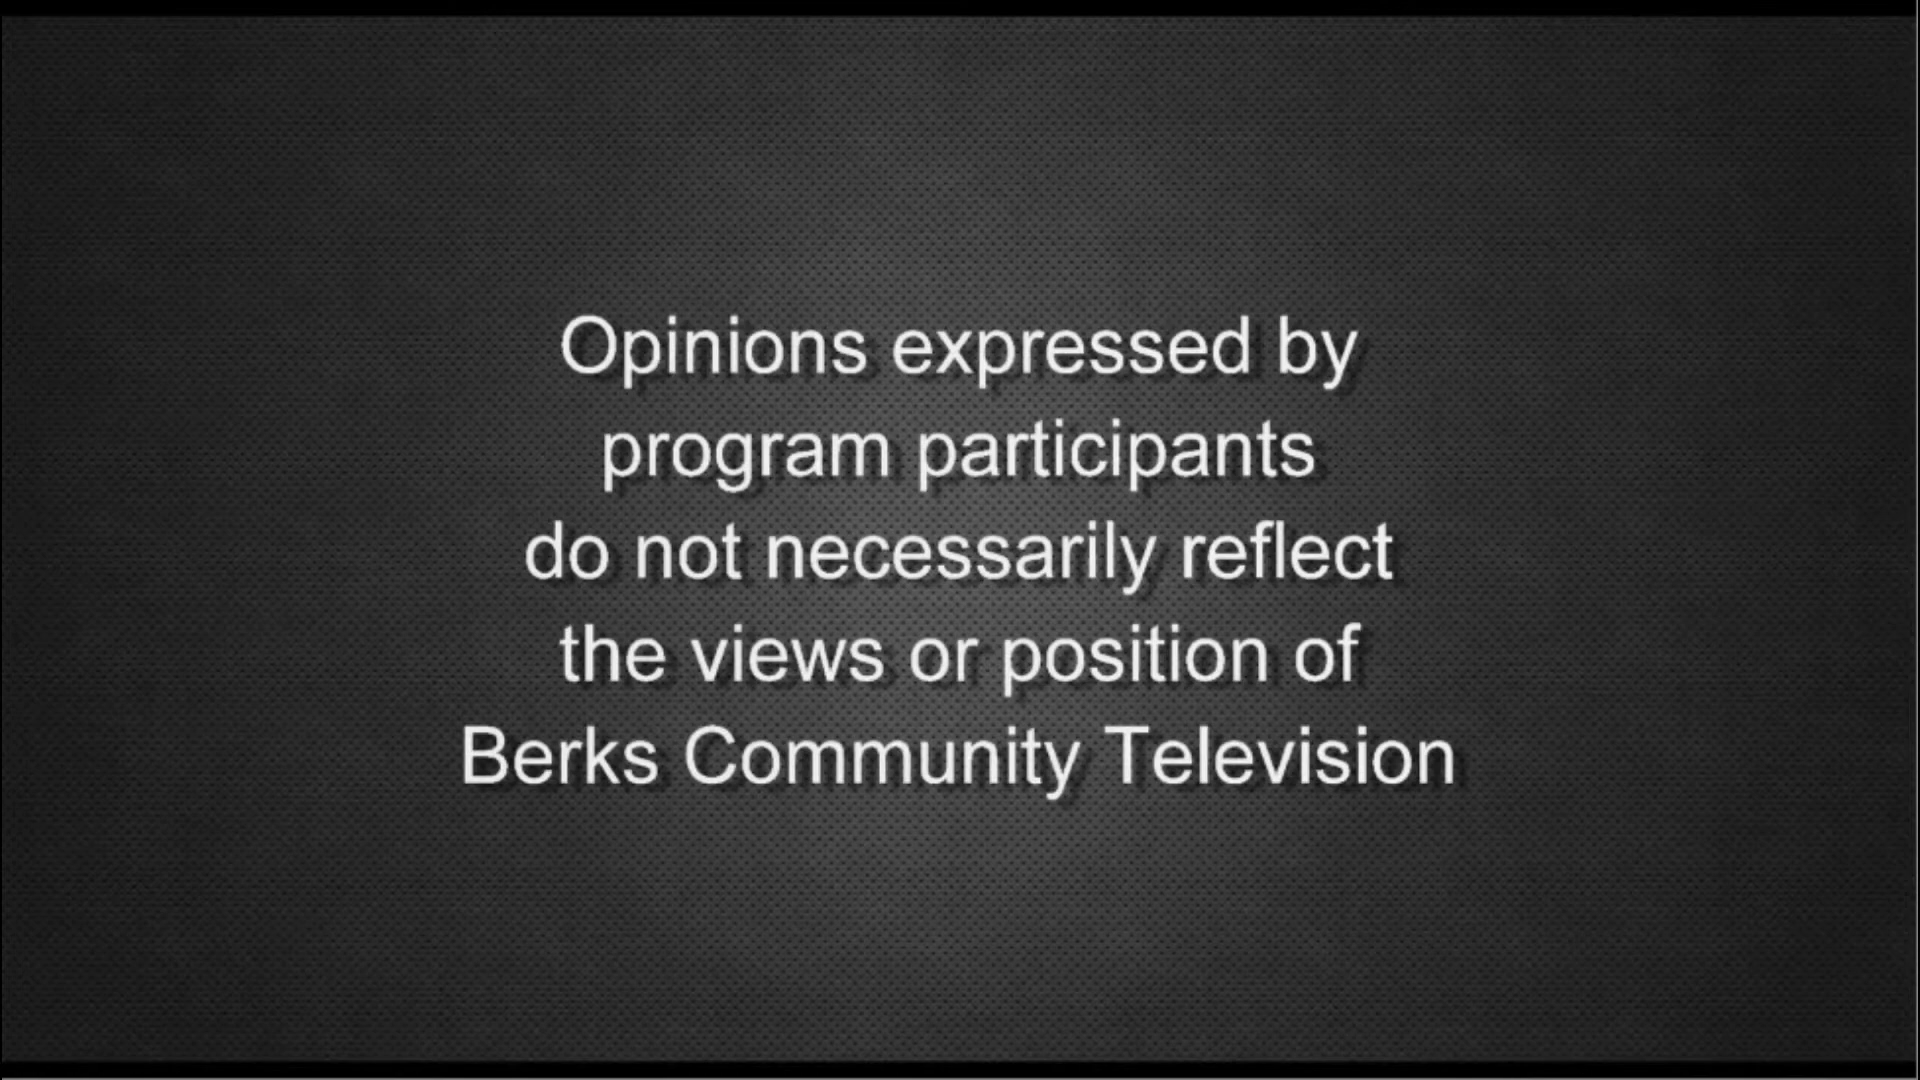 Opinions expressed by
program participants
do not necessarily reflect
the views or position of
Berks Community Television